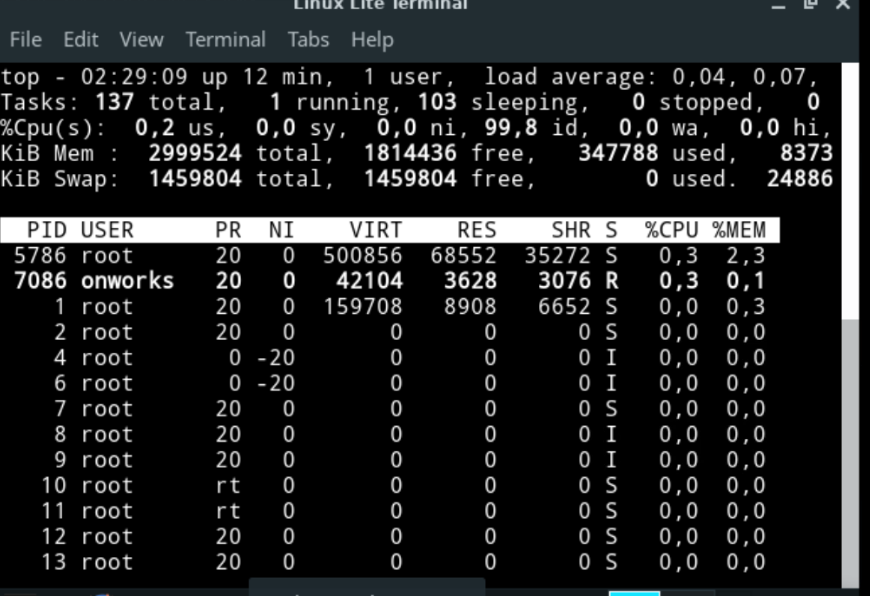 Linux Lite Terminal
File Edit View Terminal Tabs Help
top - 02:29:09 up 12 min,  1 user,  load average: 0,04, 0,07,
Tasks: 137 total,   1 running, 103 sleeping,   0 stopped,   0
%Cpu(s):  0,2 us,  0,0 sy,  0,0 ni, 99,8 id,  0,0 wa,  0,0 hi,
KiB Mem :  2999524 total,  1814436 free,   347788 used,   8373
KiB Swap:  1459804 total,  1459804 free,        0 used.  24886
PID USER      PR  NI    VIRT    RES    SHR S  %CPU %MEM
5786 root      20   0  500856  68552  35272 S   0,3  2,3
7086 onworks   20   0   42104   3628   3076 R   0,3  0,1
1 root      20   0  159708   8908   6652 S   0,0  0,3
2 root      20   0       0      0      0 S   0,0  0,0
4 root       0 -20       0      0      0 I   0,0  0,0
6 root       0 -20       0      0      0 I   0,0  0,0
7 root      20   0       0      0      0 S   0,0  0,0
8 root      20   0       0      0      0 I   0,0  0,0
9 root      20   0       0      0      0 I   0,0  0,0
10 root      rt   0       0      0      0 S   0,0  0,0
11 root      rt   0       0      0      0 S   0,0  0,0
12 root      20   0       0      0      0 S   0,0  0,0
13 root      20   0       0      0      0 S   0,0  0,0